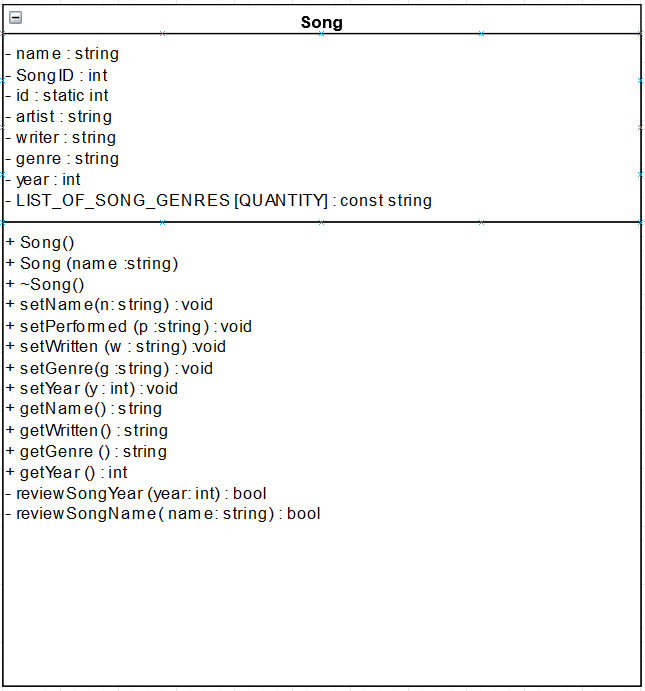 Song
- name : string
- SongID : int
- id : static int
- artist : string
- writer : string
- genre : string
- year : int
- LIST_OF_SONG_GENRES [QUANTITY] : const string
+ Song()
+ Song (name :string)
+ ~Song()
+ setName(n: string) : void
+ setPerformed (p :string) : void
+ setWritten (w : string) :void
+ setGenre(g :string) : void
+ setYear (y : int) : void
+ getName() : string
+ getWritten() : string
+ getGenre () : string
+ getYear () : int
- reviewSongYear (year: int) : bool
- reviewSongName( name: string) : bool